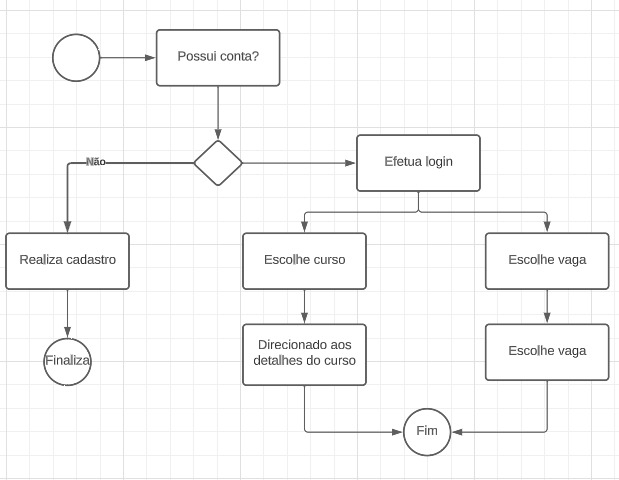 Possui conta?
Não
Efetua login
Realiza cadastro
Escolhe curso
Escolhe vaga
Direcionado aos
detalhes do curso
Escolhe vaga
Finaliza
Fim